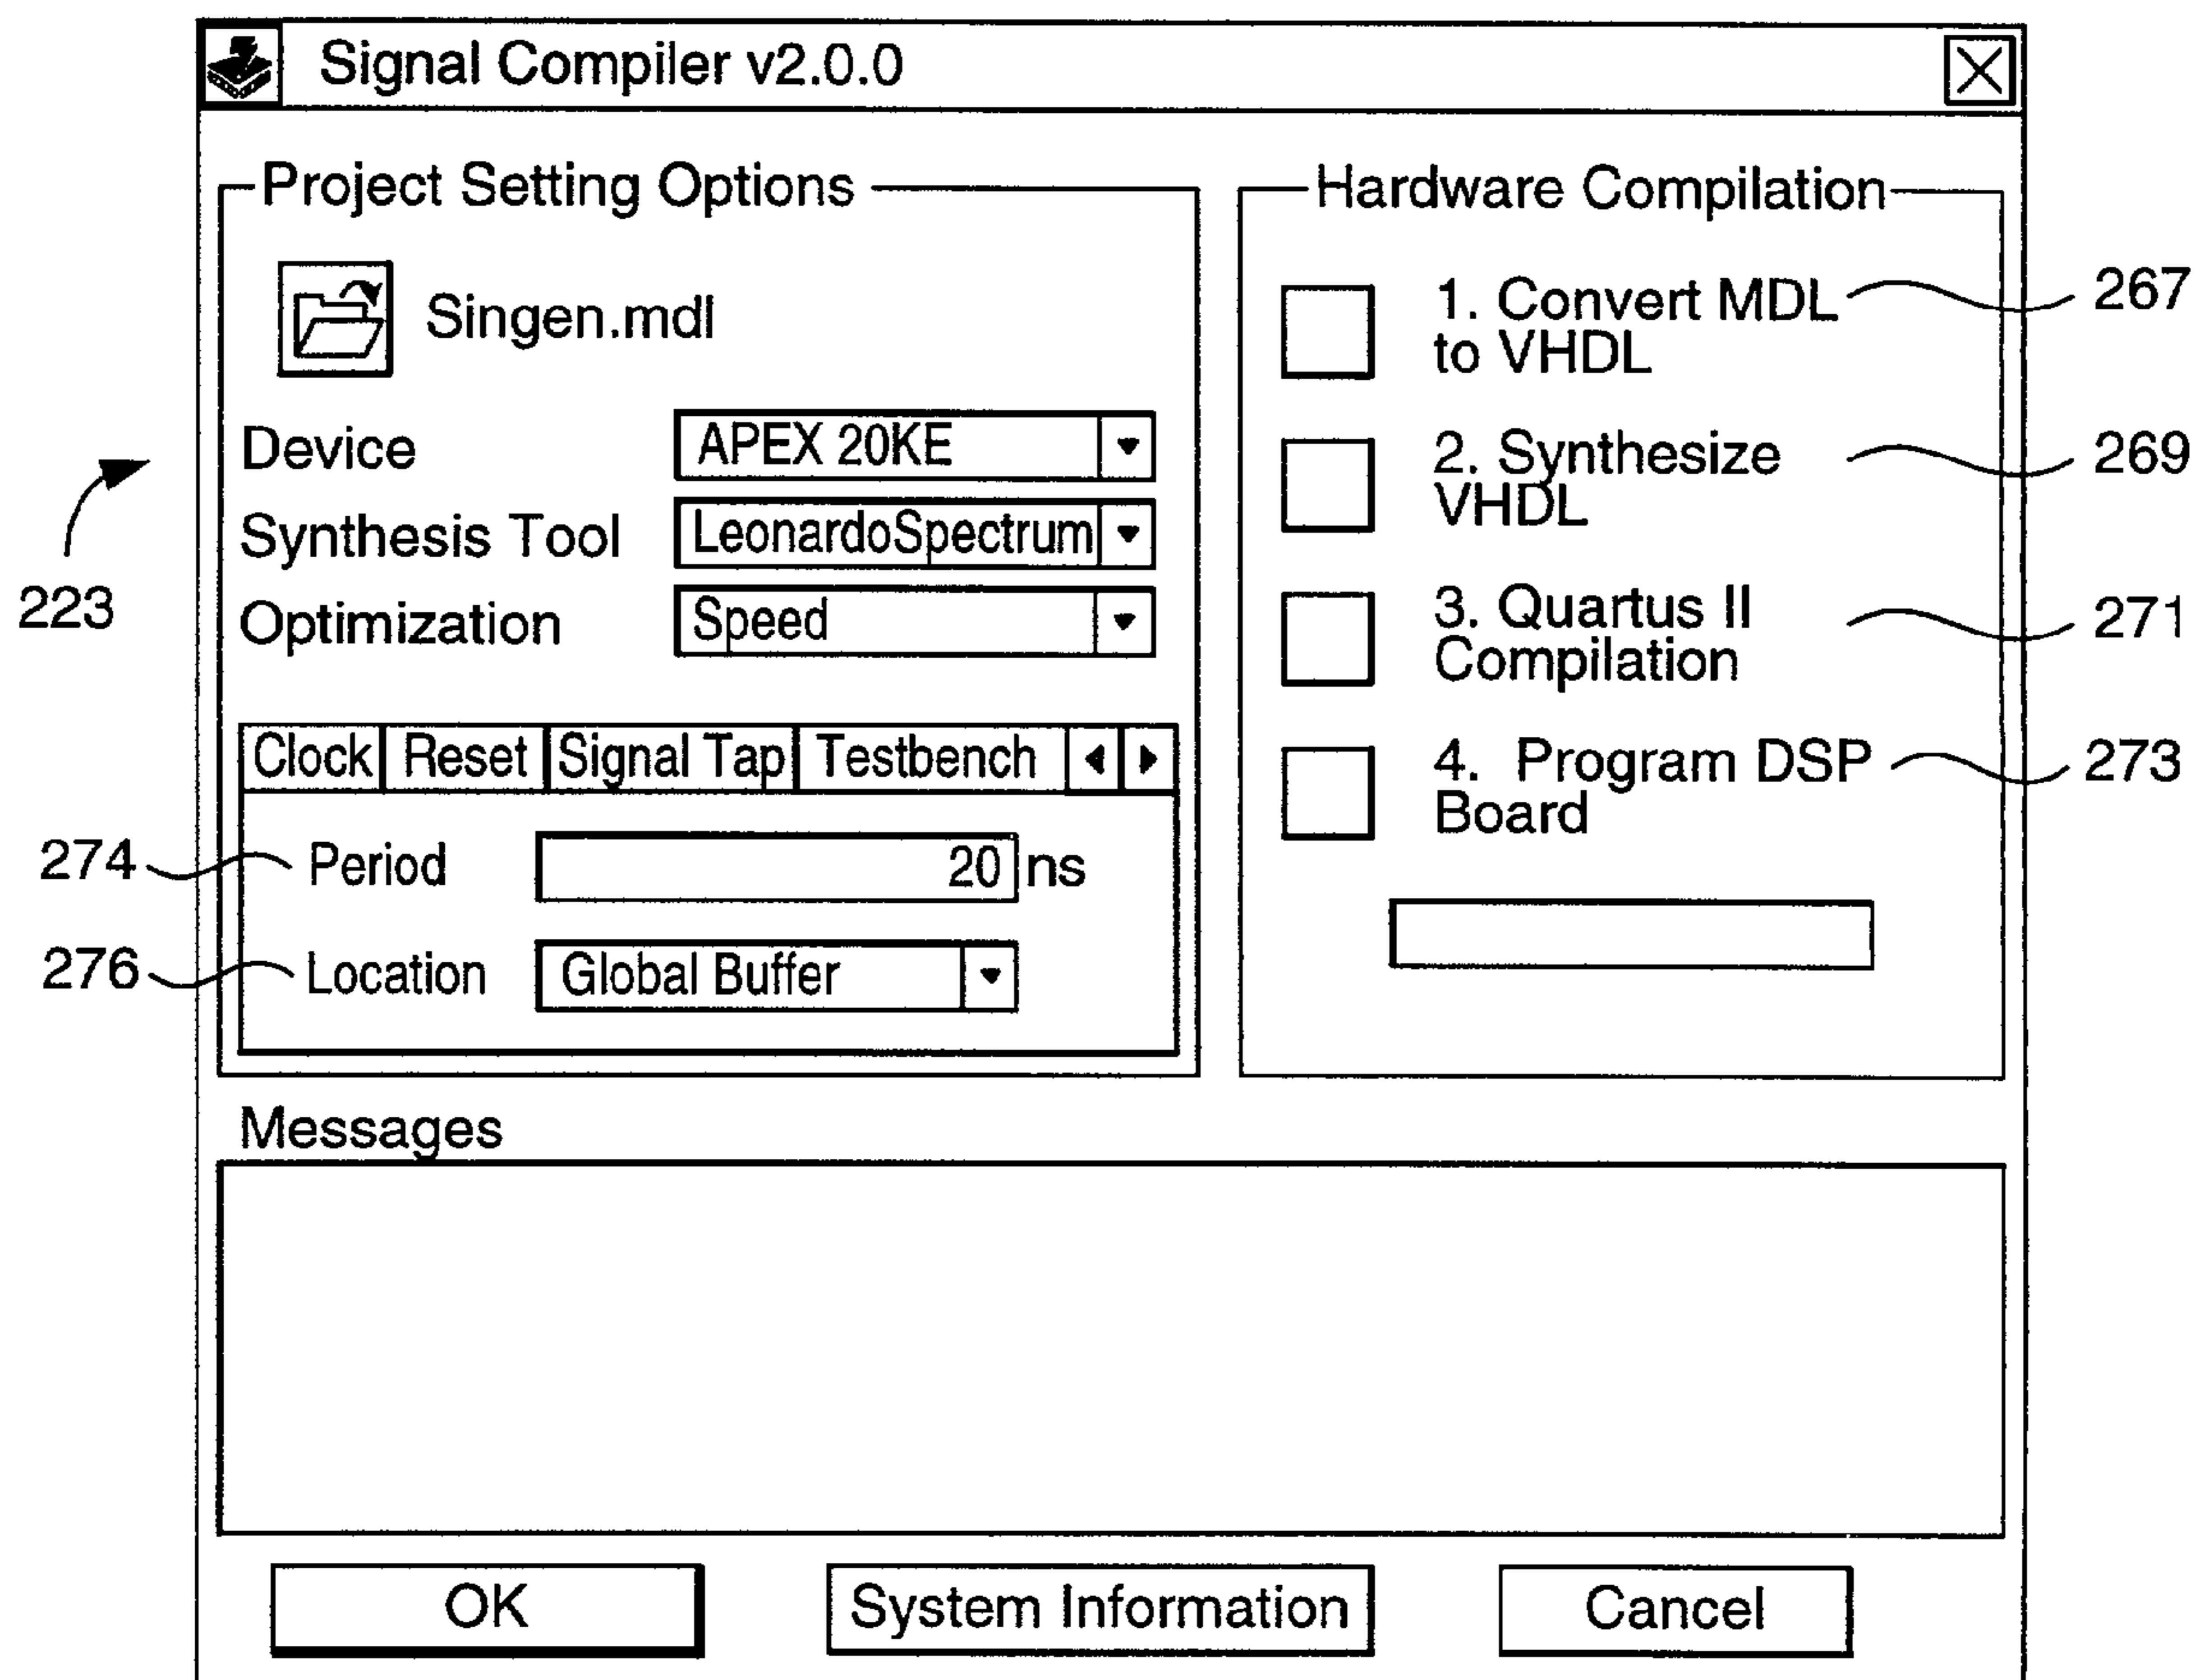 Signal Compiler v2.0.0
Project Setting Options
Singen.mdl
Device
APEX 20KE
Synthesis Tool
LeonardoSpectrum
Optimization
Speed
223
Clock
Reset
Signal Tap
Testbench
274
Period
20
ns
276
Location
Global Buffer
Hardware Compilation
1. Convert MDL
to VHDL
267
2. Synthesize
VHDL
269
3. Quartus II
Compilation
271
4. Program DSP
Board
273
Messages
OK
System Information
Cancel